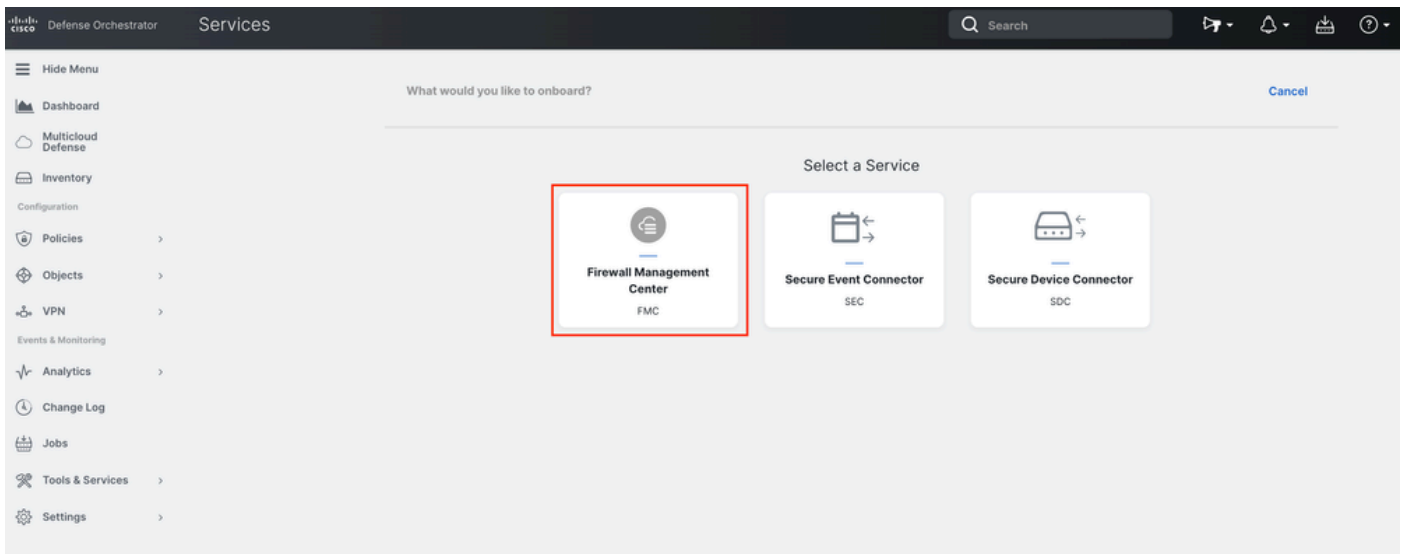 cisco Defense Orchestrator Services Search
Hide Menu
Dashboard
Multicloud
Defense
Inventory
Configuration
Policies
Objects
VPN
Events & Monitoring
Analytics
Change Log
Jobs
Tools & Services
Settings
What would you like to onboard? Cancel
Select a Service
Firewall Management
Center
FMC
Secure Event Connector
SEC
Secure Device Connector
SDC